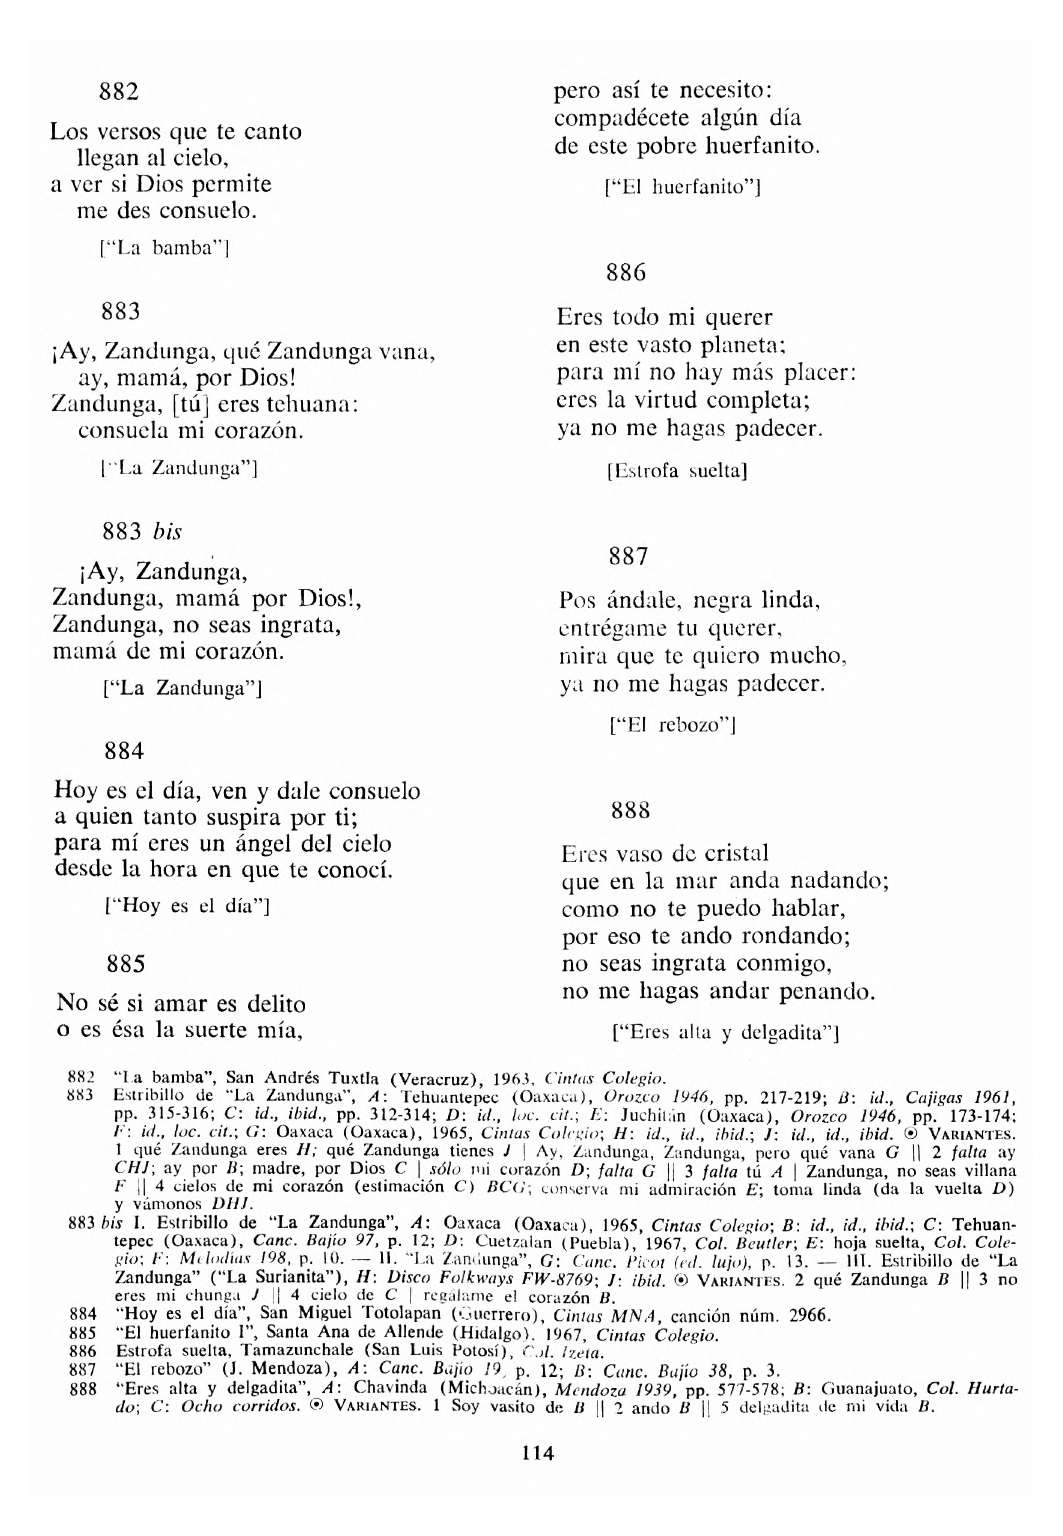 882
Los versos que te canto
llegan al cielo,
a ver si Dios permite
me des consuelo.
[“La bamba”]
883
¡Ay, Zandunga, qué Zandunga vana,
ay, mamá, por Dios!
Zandunga, [tú] eres tehuana:
consuela mi corazón.
[“La Zandunga”]
883 bis
¡Ay, Zandunga,
Zandunga, mamá por Dios!,
Zandunga, no seas ingrata,
mamá de mi corazón.
[“La Zandunga”]
884
Hoy es el día, ven y dale consuelo
a quien tanto suspira por ti;
para mí eres un ángel del cielo
desde la hora en que te conocí.
[“Hoy es el día”]
885
No sé si amar es delito
o es ésa la suerte mía,
pero así te necesito:
compadécete algún día
de este pobre huerfanito.
[“El huerfanito”]
886
Eres todo mi querer
en este vasto planeta;
para mí no hay más placer:
eres la virtud completa;
ya no me hagas padecer.
[Estrofa suelta]
887
Pos ándale, negra linda,
entrégame tu querer,
mira que te quiero mucho,
ya no me hagas padecer.
[“El rebozo”]
888
Eres vaso de cristal
que en la mar anda nadando;
como no te puedo hablar,
por eso te ando rondando;
no seas ingrata conmigo,
no me hagas andar penando.
[“Eres alta y delgadita”]
882 “La bamba”, San Andrés Tuxtla (Veracruz), 1963, Cintas Colegio.
883 Estribillo de “La Zandunga”, A: Tehuantepec (Oaxaca), Orozco 1946, pp. 217-219; B: id., Cajigas 1961,
pp. 315-316; C: id., ibid., pp. 312-314; D: id., loc. cit.; E: Juchitán (Oaxaca), Orozco 1946, pp. 173-174;
F: id., loc. cit.; G: Oaxaca (Oaxaca), 1965, Cintas Colegio; H: id., id., ibid.; J: id., id., ibid. ⊙ VARIANTES.
1 qué Zandunga eres H; qué Zandunga tienes J | Ay, Zandunga, Zandunga, pero qué vana G || 2 falta ay
CHJ; ay por B; madre, por Dios C | sólo mi corazón D; falta G || 3 falta tú A | Zandunga, no seas villana
F || 4 cielos de mi corazón (estimación C) BCG; conserva mi admiración E; toma linda (da la vuelta D)
y vámonos DHJ.
883 bis I. Estribillo de “La Zandunga”, A: Oaxaca (Oaxaca), 1965, Cintas Colegio; B: id., id., ibid.; C: Tehuan-
tepec (Oaxaca), Canc. Bajío 97, p. 12; D: Cuetzalan (Puebla), 1967, Col. Beutler; E: hoja suelta, Col. Cole-
gio; F: Melodías 198, p. 10. — II. “La Zandunga”, G: Canc. Picot (ed. lujo), p. 13. — III. Estribillo de “La
Zandunga” (“La Surianita”), H: Disco Folkways FW-8769; J: ibid. ⊙ VARIANTES. 2 qué Zandunga B || 3 no
eres mi chunga J || 4 cielo de C | regálame el corazón B.
884 “Hoy es el día”, San Miguel Totolapan (Guerrero), Cintas MNA, canción núm. 2966.
885 “El huerfanito I”, Santa Ana de Allende (Hidalgo), 1967, Cintas Colegio.
886 Estrofa suelta, Tamazunchale (San Luis Potosí), Col. Izeta.
887 “El rebozo” (J. Mendoza), A: Canc. Bajío 19, p. 12; B: Canc. Bajío 38, p. 3.
888 “Eres alta y delgadita”, A: Chavinda (Michoacán), Mendoza 1939, pp. 577-578; B: Guanajuato, Col. Hurta-
do; C: Ocho corridos. ⊙ VARIANTES. 1 Soy vasito de B || 2 ando B || 5 delgadita de mi vida B.
114